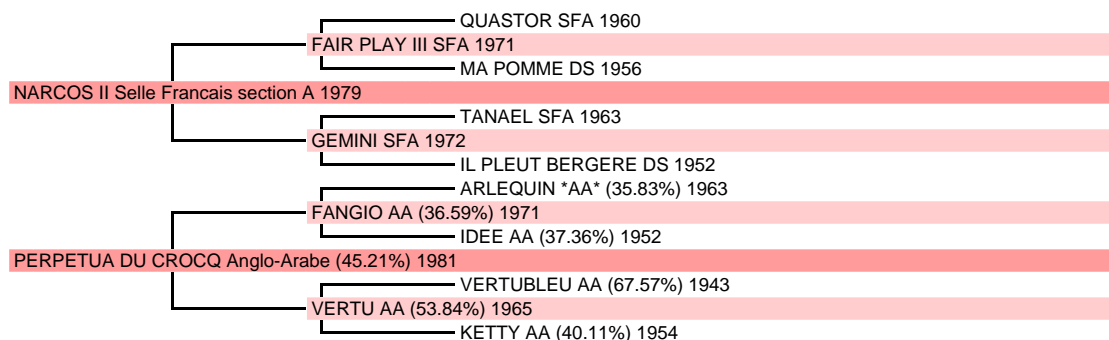 QUASTOR SFA 1960
FAIR PLAY III SFA 1971
MA POMME DS 1956
NARCOS II Selle Francais section A 1979
TANAEL SFA 1963
GEMINI SFA 1972
IL PLEUT BERGERE DS 1952
ARLEQUIN *AA* (35.83%) 1963
FANGIO AA (36.59%) 1971
IDEE AA (37.36%) 1952
PERPETUA DU CROCQ Anglo-Arabe (45.21%) 1981
VERTUBLEU AA (67.57%) 1943
VERTU AA (53.84%) 1965
KETTY AA (40.11%) 1954